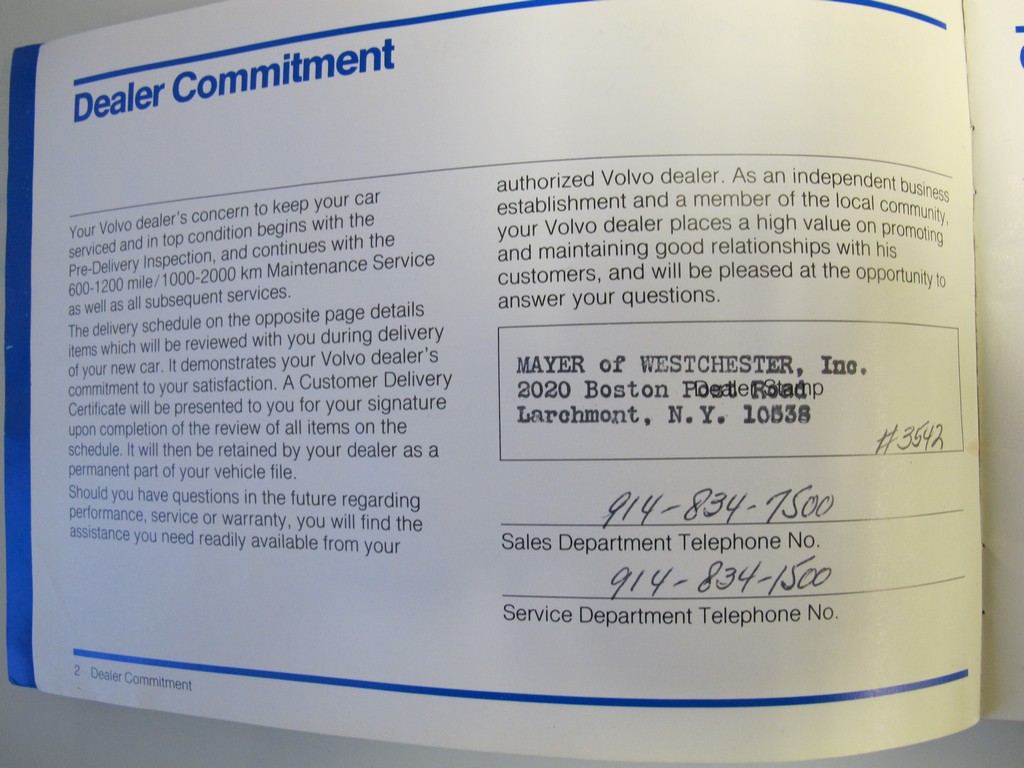 Dealer Commitment
Your Volvo dealer's concern to keep your car
serviced and in top condition begins with the
Pre-Delivery Inspection, and continues with the
600-1200 mile/1000-2000 km Maintenance Service
as well as all subsequent services.
The delivery schedule on the opposite page details
items which will be reviewed with you during delivery
of your new car. It demonstrates your Volvo dealer's
commitment to your satisfaction. A Customer Delivery
Certificate will be presented to you for your signature
upon completion of the review of all items on the
schedule. It will then be retained by your dealer as a
permanent part of your vehicle file.
Should you have questions in the future regarding
performance, service or warranty, you will find the
assistance you need readily available from your
authorized Volvo dealer. As an independent business
establishment and a member of the local community,
your Volvo dealer places a high value on promoting
and maintaining good relationships with his
customers, and will be pleased at the opportunity to
answer your questions.
MAYER of WESTCHESTER, Inc.
2020 Boston Post Road
Dealer Stamp
Larchmont, N.Y. 10538
#3542
914-834-7500
Sales Department Telephone No.
914-834-1500
Service Department Telephone No.
2 Dealer Commitment